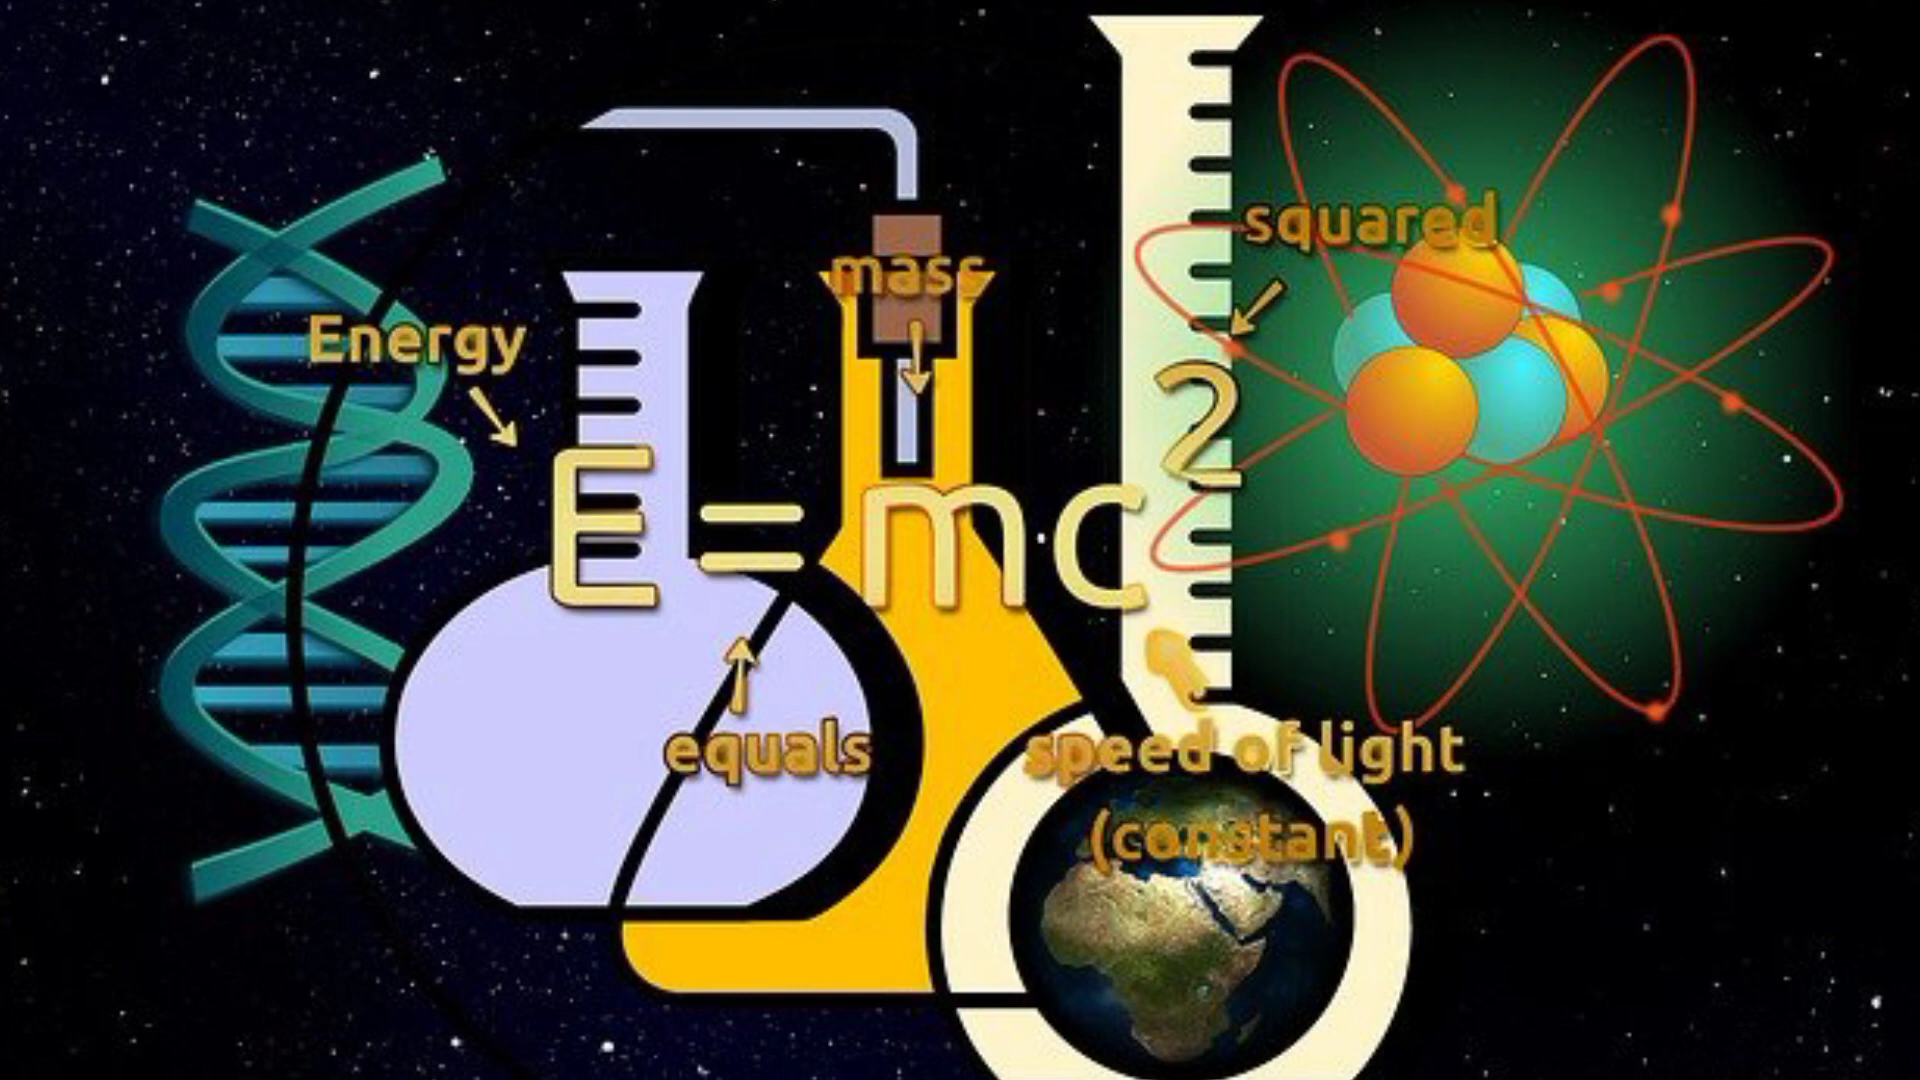 squared
mass
Energy
E=mc²
equals
speed of light
(constant)